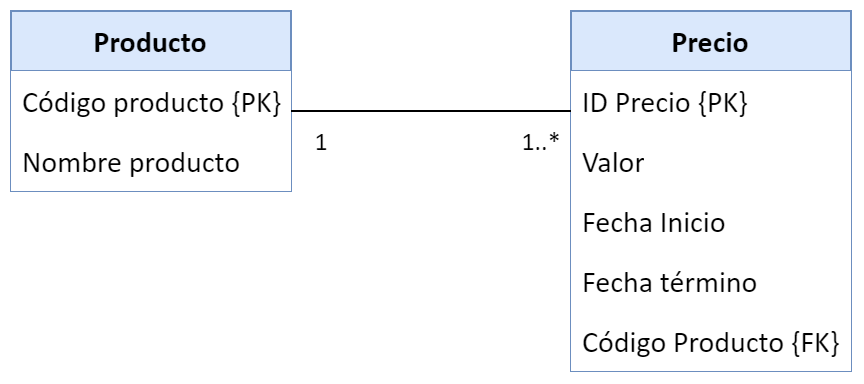 Producto
Código producto {PK}
Nombre producto
1
1..*
Precio
ID Precio {PK}
Valor
Fecha Inicio
Fecha término
Código Producto {FK}